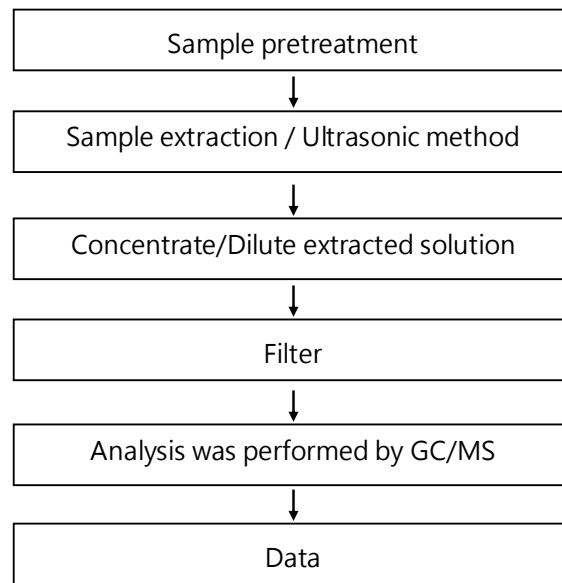 Sample pretreatment
Sample extraction / Ultrasonic method
Concentrate/Dilute extracted solution
Filter
Analysis was performed by GC/MS
Data